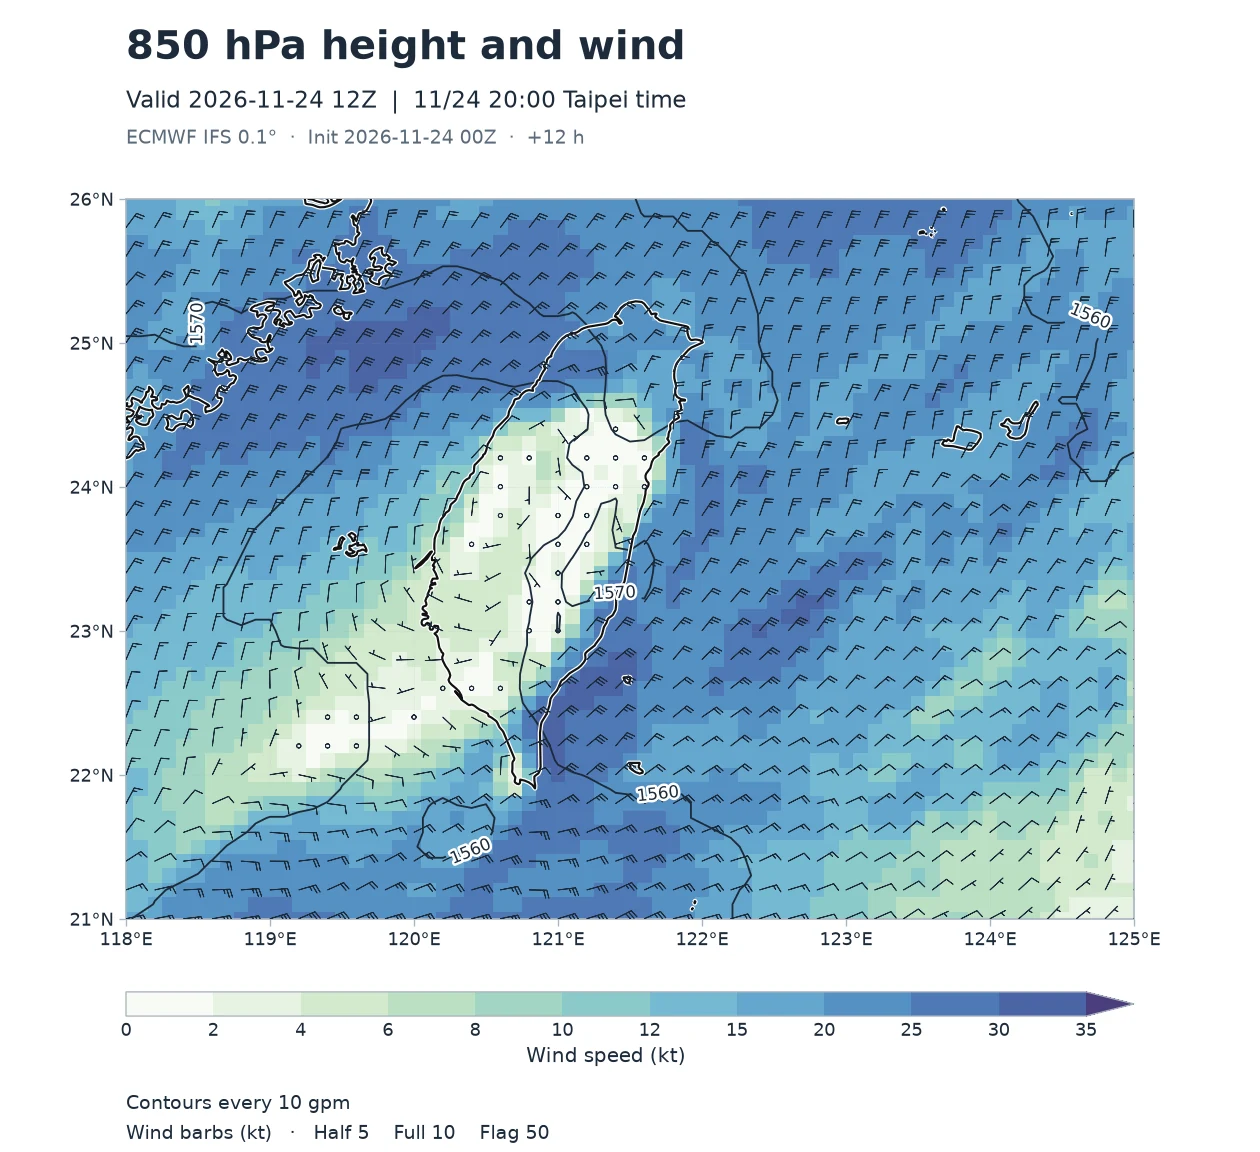 850 hPa height and wind
Valid 2026-11-24 12Z | 11/24 20:00 Taipei time
ECMWF IFS 0.1° · Init 2026-11-24 00Z · +12 h
26°N
25°N
24°N
23°N
22°N
21°N
1570
1560
1570
1560
1560
118°E 119°E 120°E 121°E 122°E 123°E 124°E 125°E
0 2 4 6 8 10 12 15 20 25 30 35
Wind speed (kt)
Contours every 10 gpm
Wind barbs (kt) · Half 5 Full 10 Flag 50